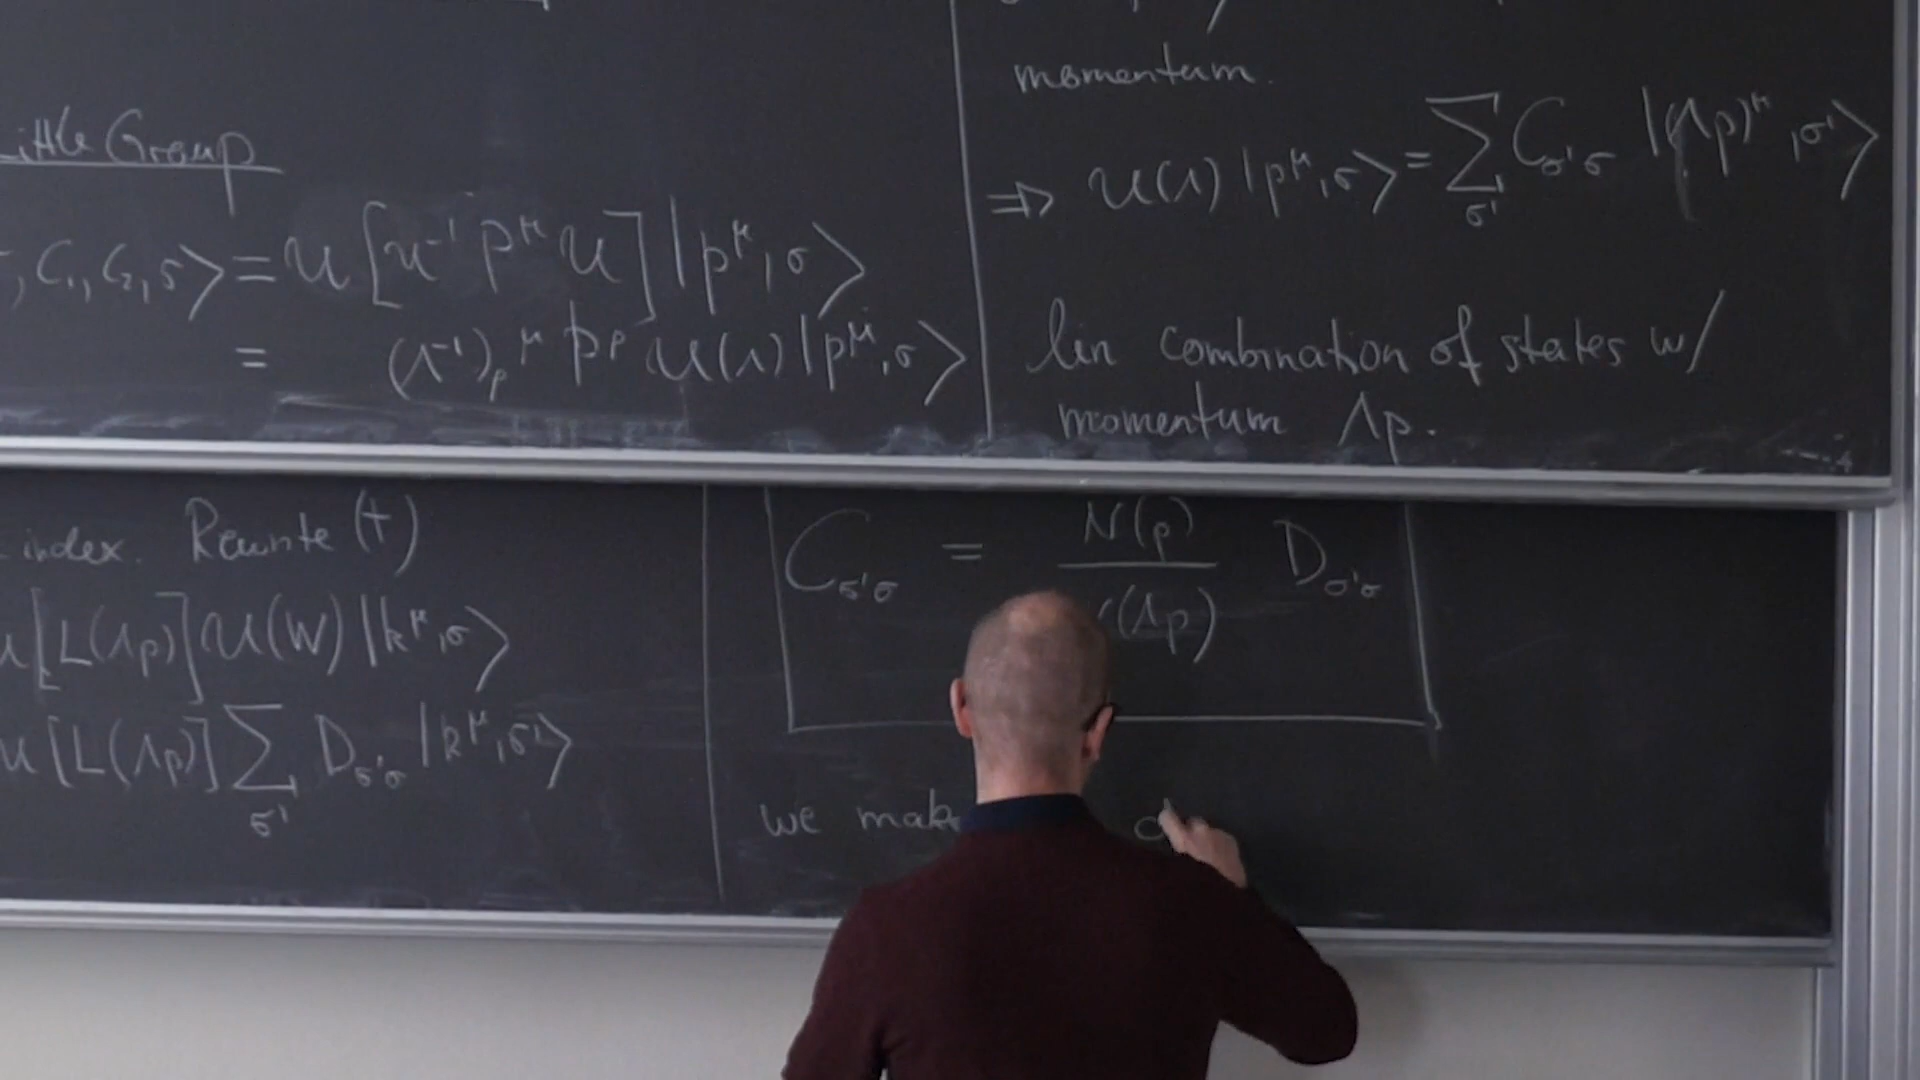 Little Group
, C₁, C₂, s⟩ = U [U⁻¹ P^μ U] |p^μ, σ⟩
= (Λ⁻¹)_ρ^μ p^ρ U(Λ) |p^μ, σ⟩
momentum.
⇒ U(Λ) |p^μ, σ⟩ = Σ_σ' C_σ'σ |(Λp)^μ, σ'⟩
lin combination of states w/
momentum Λp.
index. Rewrite (†)
U[L(Λp)] U(W) |k^μ, σ⟩
U[L(Λp)] Σ_σ' D_σ'σ |k^μ, σ'⟩
C_σ'σ = N(p) / (Λp) D_σ'σ
we make